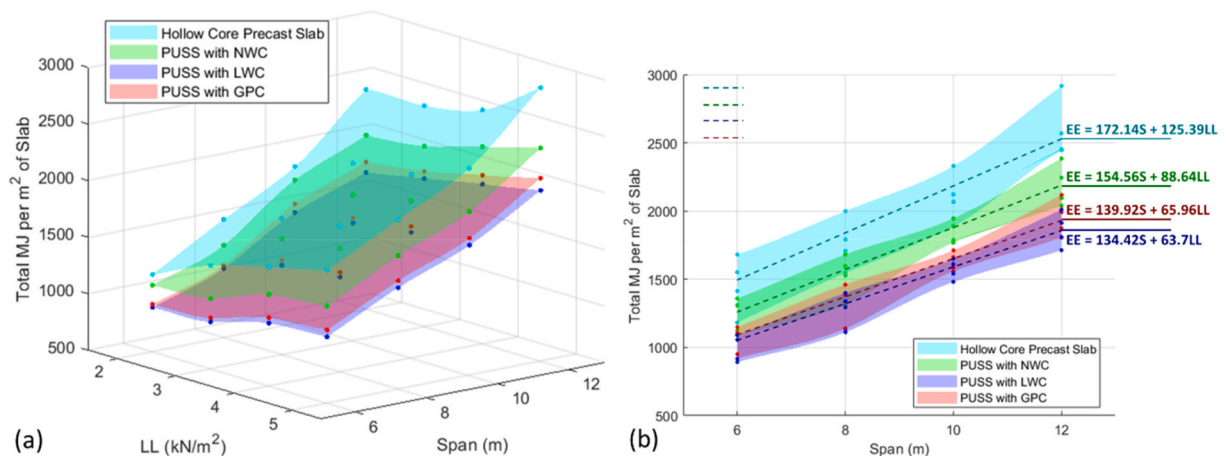 Hollow Core Precast Slab
PUSS with NWC
PUSS with LWC
PUSS with GPC
3000
2500
2000
1500
1000
500
Total MJ per m² of Slab
2
3
4
5
LL (kN/m²)
6
8
10
12
Span (m)
(a)
3000
2500
2000
1500
1000
500
Total MJ per m² of Slab
EE = 172.14S + 125.39LL
EE = 154.56S + 88.64LL
EE = 139.92S + 65.96LL
EE = 134.42S + 63.7LL
Hollow Core Precast Slab
PUSS with NWC
PUSS with LWC
PUSS with GPC
6
8
10
12
Span (m)
(b)